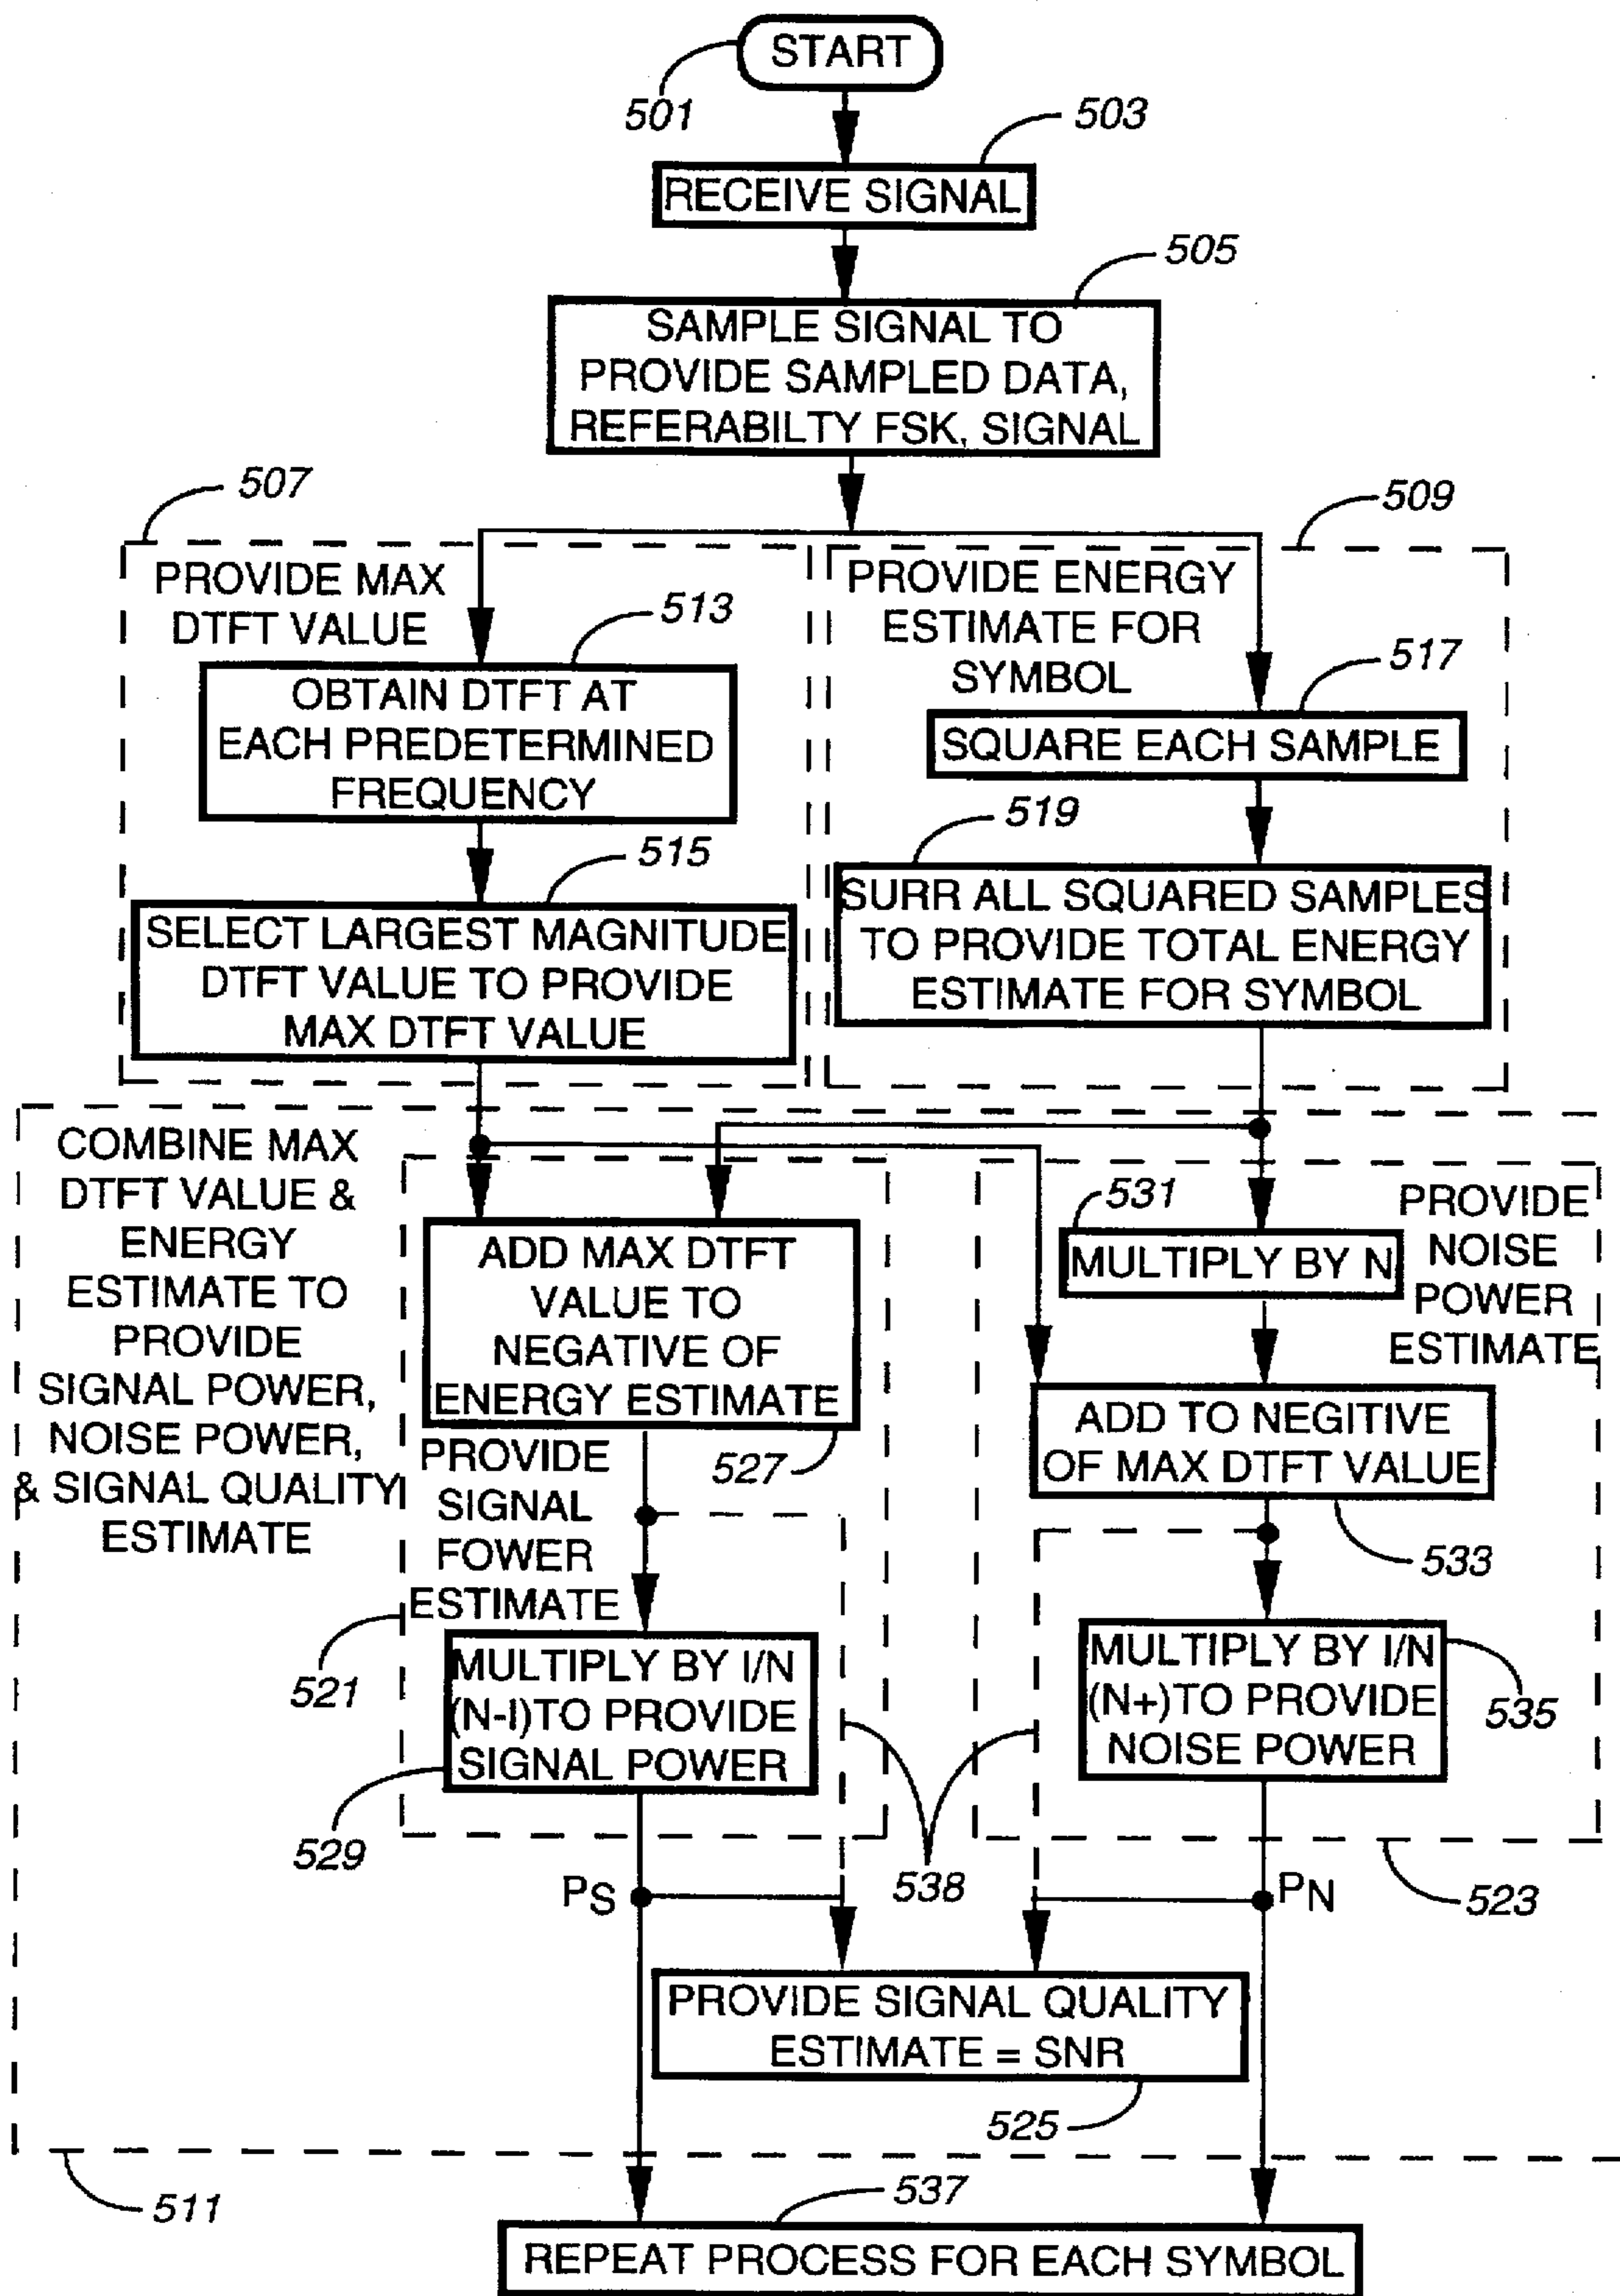 START
501
503
RECEIVE SIGNAL
505
SAMPLE SIGNAL TO
PROVIDE SAMPLED DATA,
REFERABILTY FSK, SIGNAL
507
509
PROVIDE MAX
DTFT VALUE
513
OBTAIN DTFT AT
EACH PREDETERMINED
FREQUENCY
515
SELECT LARGEST MAGNITUDE
DTFT VALUE TO PROVIDE
MAX DTFT VALUE
PROVIDE ENERGY
ESTIMATE FOR
SYMBOL
517
SQUARE EACH SAMPLE
519
SURR ALL SQUARED SAMPLES
TO PROVIDE TOTAL ENERGY
ESTIMATE FOR SYMBOL
COMBINE MAX
DTFT VALUE &
ENERGY
ESTIMATE TO
PROVIDE
SIGNAL POWER,
NOISE POWER,
& SIGNAL QUALITY
ESTIMATE
ADD MAX DTFT
VALUE TO
NEGATIVE OF
ENERGY ESTIMATE
527
PROVIDE
SIGNAL
FOWER
ESTIMATE
521
MULTIPLY BY I/N
(N-I)TO PROVIDE
SIGNAL POWER
529
531
MULTIPLY BY N
PROVIDE
NOISE
POWER
ESTIMATE
ADD TO NEGITIVE
OF MAX DTFT VALUE
533
MULTIPLY BY I/N
(N+)TO PROVIDE
NOISE POWER
535
538
523
PS
PN
PROVIDE SIGNAL QUALITY
ESTIMATE = SNR
525
511
537
REPEAT PROCESS FOR EACH SYMBOL